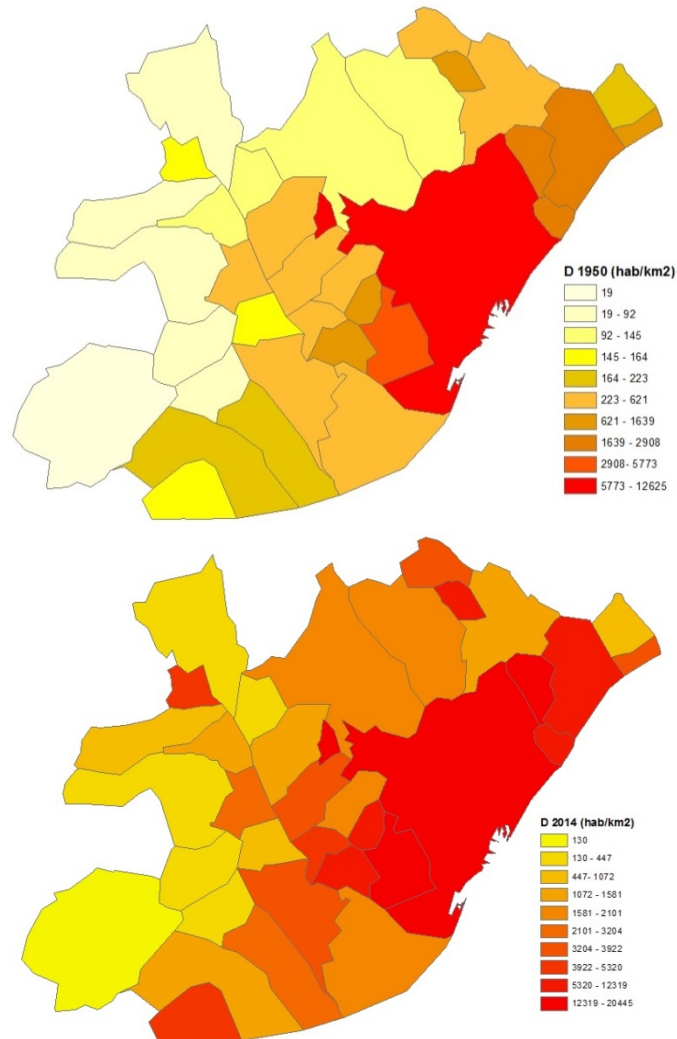 D 1950 (hab/km2)
19
19 - 92
92 - 145
145 - 164
164 - 223
223 - 621
621 - 1639
1639 - 2908
2908- 5773
5773 - 12625
D 2014 (hab/km2)
130
130 - 447
447- 1072
1072 - 1581
1581 - 2101
2101 - 3204
3204 - 3922
3922 - 5320
5320 - 12319
12319 - 20445